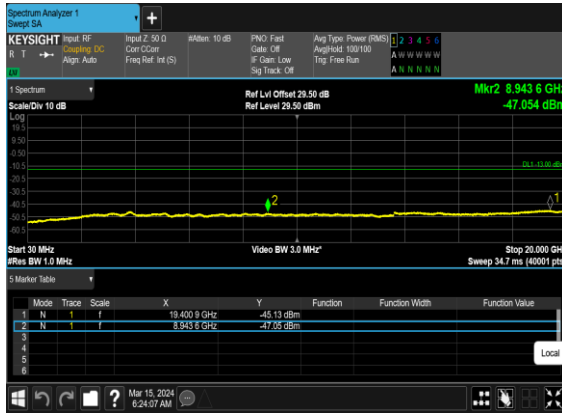 Spectrum Analyzer 1
Swept SA
+
KEYSIGHT Input: RF Input Z: 50 Ω #Atten: 10 dB PNO: Fast Avg Type: Power (RMS) 1 2 3 4 5 6
R T Coupling: DC Corr CCorr Gate: Off Avg|Hold: 100/100 A W W W W W
Align: Auto Freq Ref: Int (S) IF Gain: Low Trig: Free Run
Sig Track: Off A N N N N N
LXI
1 Spectrum Ref Lvl Offset 29.50 dB Mkr2 8.943 6 GHz
Scale/Div 10 dB Ref Level 29.50 dBm -47.054 dBm
Log
19.5
9.50
-0.50
-10.5 DL1 -13.00 dBm
-20.5
-30.5
-40.5 2 1
-50.5
-60.5
Start 30 MHz Video BW 3.0 MHz* Stop 20.000 GH
#Res BW 1.0 MHz Sweep 34.7 ms (40001 pts
5 Marker Table
Mode Trace Scale X Y Function Function Width Function Value
1 N 1 f 19.400 9 GHz -45.13 dBm
2 N 1 f 8.943 6 GHz -47.05 dBm
3
4
5
6
Local
? Mar 15, 2024
6:24:07 AM